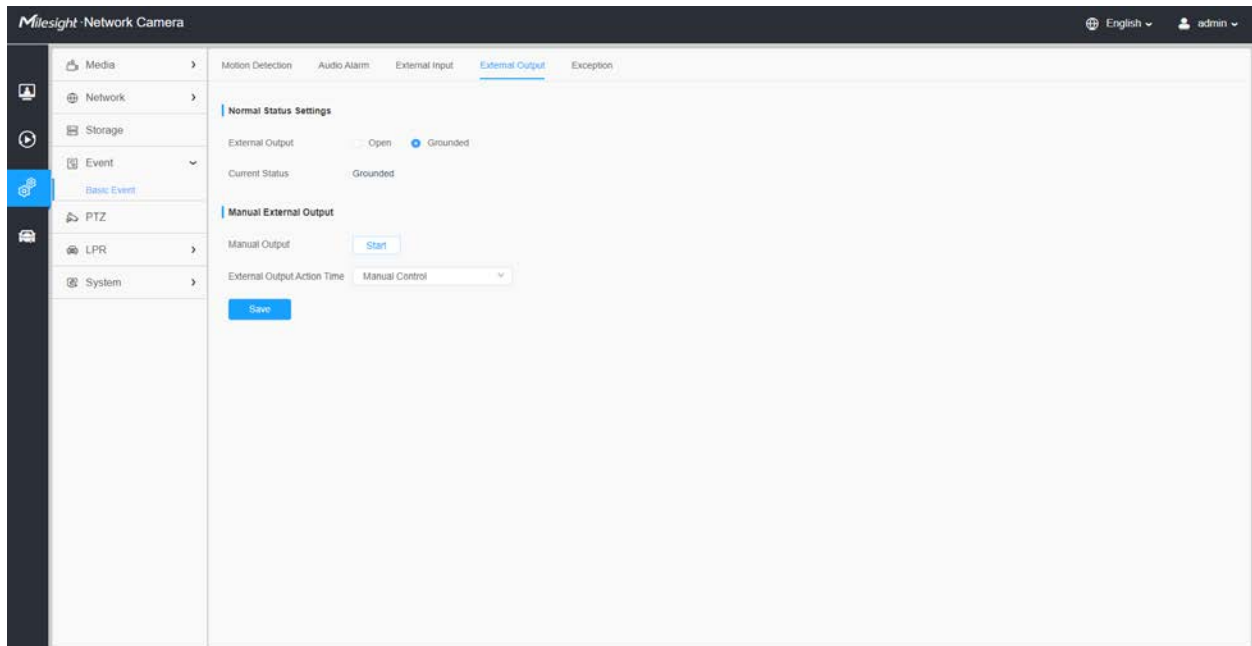 Milesight ·Network Camera
English
admin
Media
Network
Storage
Event
Basic Event
PTZ
LPR
System
Motion Detection Audio Alarm External Input External Output Exception
Normal Status Settings
External Output Open Grounded
Current Status Grounded
Manual External Output
Manual Output Start
External Output Action Time Manual Control
Save